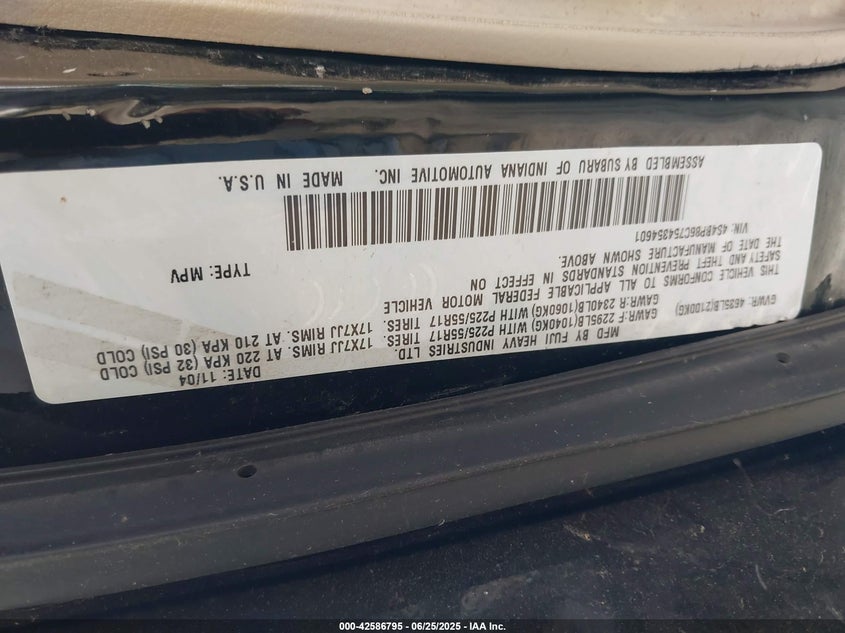 MFD BY FUJI HEAVY INDUSTRIES LTD. DATE: 11/04
GVWR: 4635LB(2100KG)
GAWR:F: 2295LB(1040KG) WITH P225/55R17 TIRES. 17X7JJ RIMS. AT 220 KPA (32 PSI) COLD
GAWR:R: 2340LB(1060KG) WITH P225/55R17 TIRES. 17X7JJ RIMS. AT 210 KPA (30 PSI) COLD
THIS VEHICLE CONFORMS TO ALL APPLICABLE FEDERAL MOTOR VEHICLE
SAFETY AND THEFT PREVENTION STANDARDS IN EFFECT ON
THE DATE OF MANUFACTURE SHOWN ABOVE.
VIN: 4S4BP86C754354601 TYPE: MPV
ASSEMBLED BY SUBARU OF INDIANA AUTOMOTIVE INC. MADE IN U.S.A.
000-42586795 - 06/25/2025 - IAA Inc.